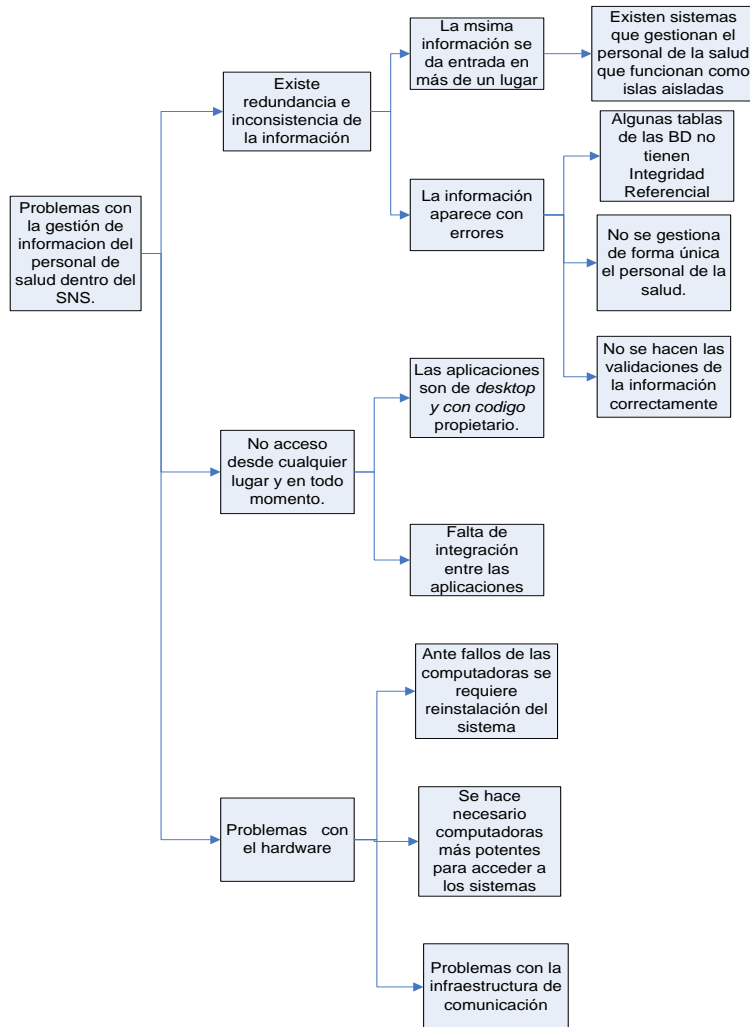 Problemas con
la gestión de
informacion del
personal de
salud dentro del
SNS.
Existe
redundancia e
inconsistencia de
la información
La msima
información se
da entrada en
más de un lugar
Existen sistemas
que gestionan el
personal de la salud
que funcionan como
islas aisladas
La información
aparece con
errores
Algunas tablas
de las BD no
tienen
Integridad
Referencial
No se gestiona
de forma única
el personal de la
salud.
No se hacen las
validaciones de
la información
correctamente
No acceso
desde cualquier
lugar y en todo
momento.
Las aplicaciones
son de desktop
y con codigo
propietario.
Falta de
integración
entre las
aplicaciones
Problemas con
el hardware
Ante fallos de las
computadoras se
requiere
reinstalación del
sistema
Se hace
necesario
computadoras
más potentes
para acceder a
los sistemas
Problemas con la
infraestructura de
comunicación